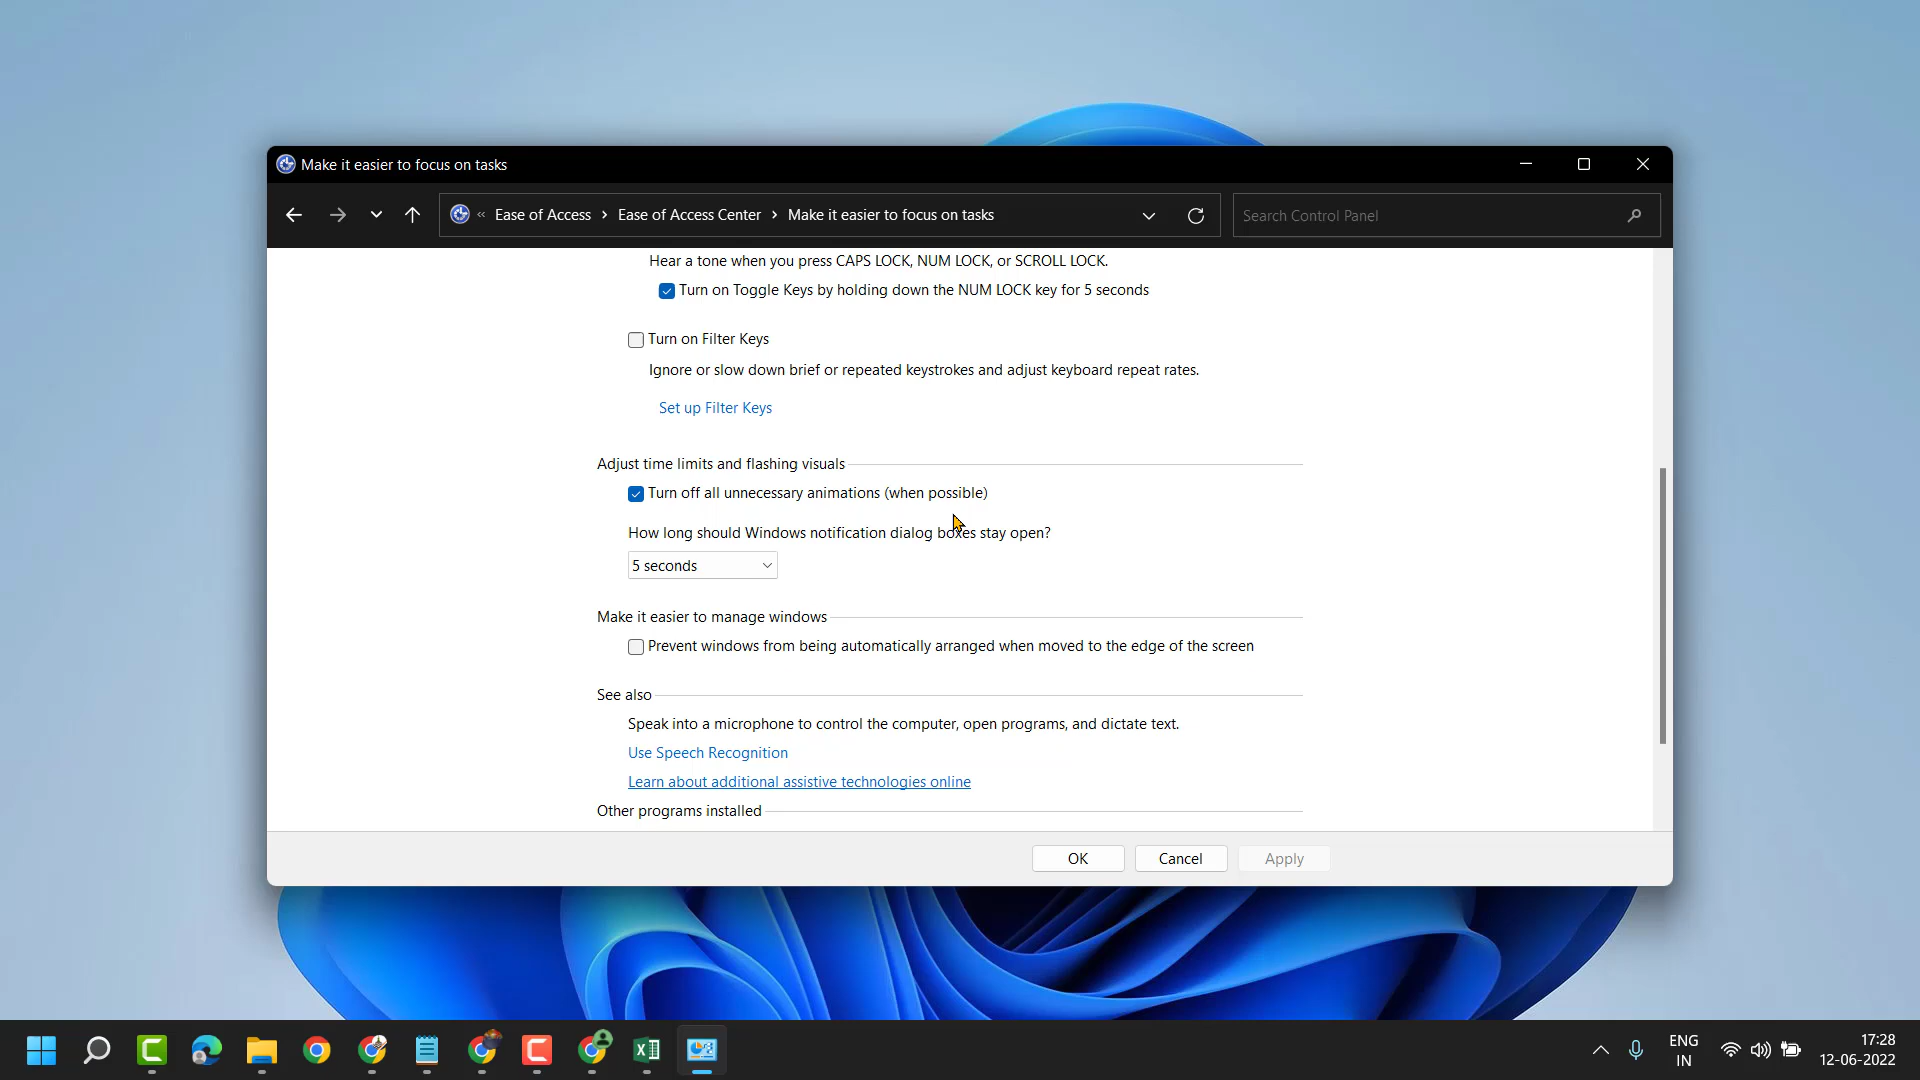 Make it easier to focus on tasks
« Ease of Access › Ease of Access Center › Make it easier to focus on tasks
Search Control Panel
Hear a tone when you press CAPS LOCK, NUM LOCK, or SCROLL LOCK.
Turn on Toggle Keys by holding down the NUM LOCK key for 5 seconds
Turn on Filter Keys
Ignore or slow down brief or repeated keystrokes and adjust keyboard repeat rates.
Set up Filter Keys
Adjust time limits and flashing visuals
Turn off all unnecessary animations (when possible)
How long should Windows notification dialog boxes stay open?
5 seconds
Make it easier to manage windows
Prevent windows from being automatically arranged when moved to the edge of the screen
See also
Speak into a microphone to control the computer, open programs, and dictate text.
Use Speech Recognition
Learn about additional assistive technologies online
Other programs installed
OK
Cancel
Apply
ENG
IN
17:28
12-06-2022